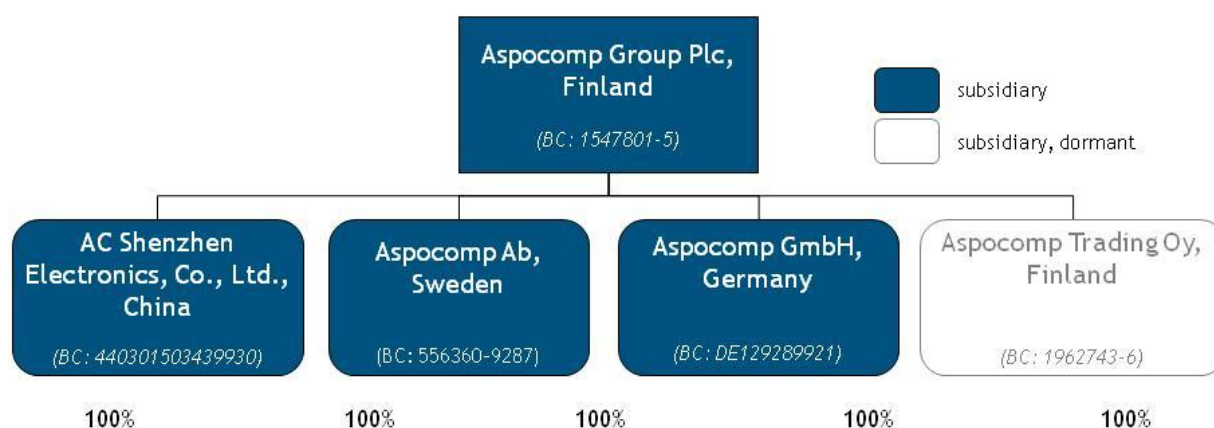 Aspocomp Group Plc,
Finland
(BC: 1547801-5)
subsidiary
subsidiary, dormant
AC Shenzhen
Electronics, Co., Ltd.,
China
(BC: 440301503439930)
Aspocomp Ab,
Sweden
(BC: 556360-9287)
Aspocomp GmbH,
Germany
(BC: DE129289921)
Aspocomp Trading Oy,
Finland
(BC: 1962743-6)
100% 100% 100% 100% 100%